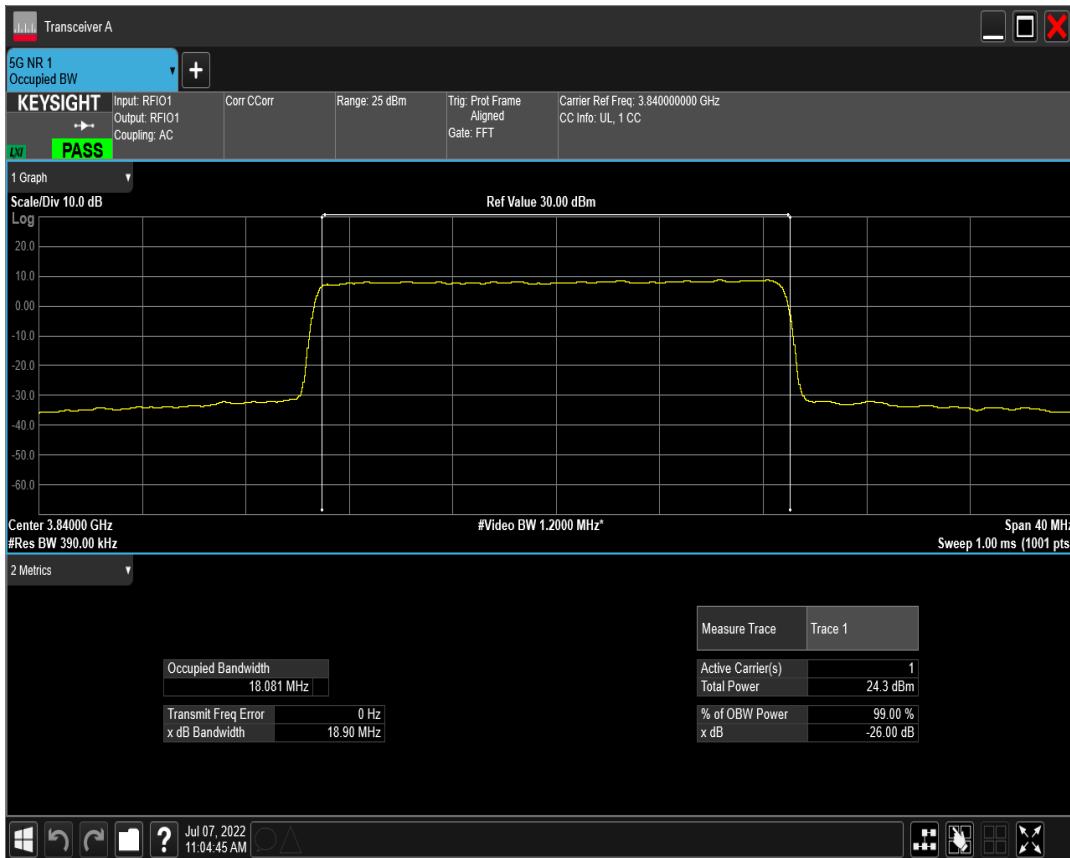 Transceiver A
5G NR 1
Occupied BW
KEYSIGHT
LXI
PASS
Input: RFIO1
Output: RFIO1
Coupling: AC
Corr CCorr
Range: 25 dBm
Trig: Prot Frame
Aligned
Gate: FFT
Carrier Ref Freq: 3.840000000 GHz
CC Info: UL, 1 CC
1 Graph
Scale/Div 10.0 dB
Ref Value 30.00 dBm
Log
20.0
10.0
0.00
-10.0
-20.0
-30.0
-40.0
-50.0
-60.0
Center 3.84000 GHz
#Video BW 1.2000 MHz*
Span 40 MHz
#Res BW 390.00 kHz
Sweep 1.00 ms (1001 pts
2 Metrics
Measure Trace Trace 1
Occupied Bandwidth
18.081 MHz
Active Carrier(s) 1
Total Power 24.3 dBm
Transmit Freq Error 0 Hz
x dB Bandwidth 18.90 MHz
% of OBW Power 99.00 %
x dB -26.00 dB
Jul 07, 2022
11:04:45 AM